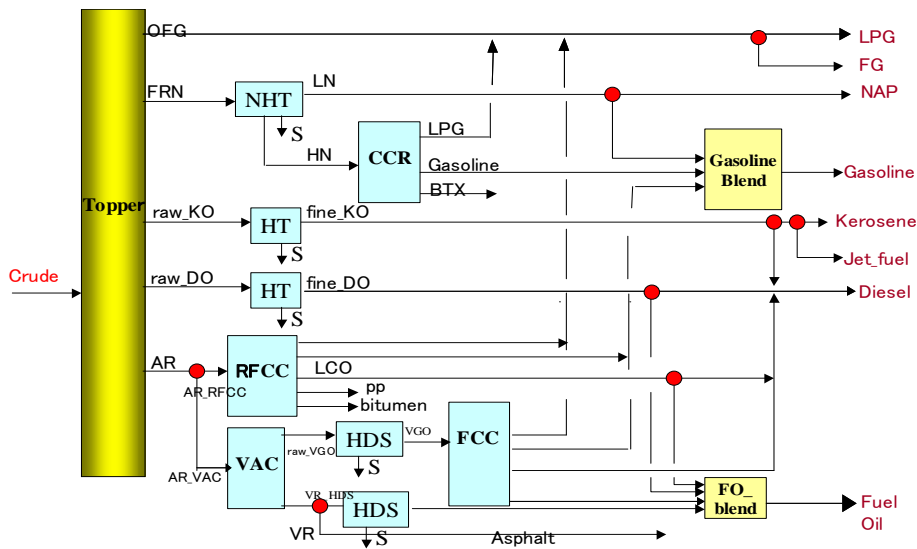 OFG
LPG
FG
FRN
LN
NAP
NHT
S
HN
LPG
CCR
Gasoline
BTX
Gasoline
Blend
Gasoline
Topper
raw_KO
fine_KO
HT
S
Kerosene
Jet_fuel
Crude
raw_DO
fine_DO
HT
S
Diesel
AR
AR_RFCC
RFCC
LCO
pp
bitumen
AR_VAC
VAC
raw_VGO
HDS
VGO
S
FCC
VR_HDS
HDS
VR
S
Asphalt
FO_
blend
Fuel
Oil